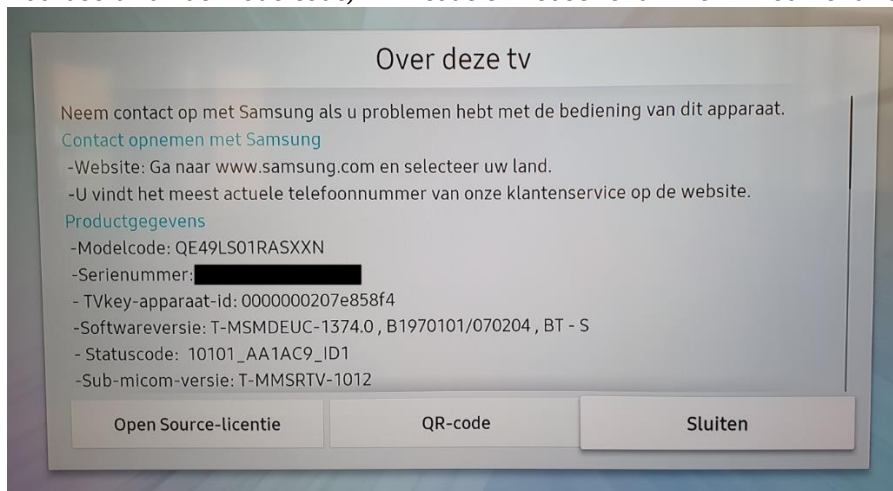 Over deze tv
Neem contact op met Samsung als u problemen hebt met de bediening van dit apparaat.
Contact opnemen met Samsung
-Website: Ga naar www.samsung.com en selecteer uw land.
-U vindt het meest actuele telefoonnummer van onze klantenservice op de website.
Productgegevens
-Modelcode: QE49LS01RASXXN
-Serienummer:
- TVkey-apparaat-id: 0000000207e858f4
-Softwareversie: T-MSMDEUC-1374.0 , B1970101/070204 , BT - S
- Statuscode: 10101_AA1AC9_ID1
-Sub-micom-versie: T-MMSRTV-1012
Open Source-licentie
QR-code
Sluiten